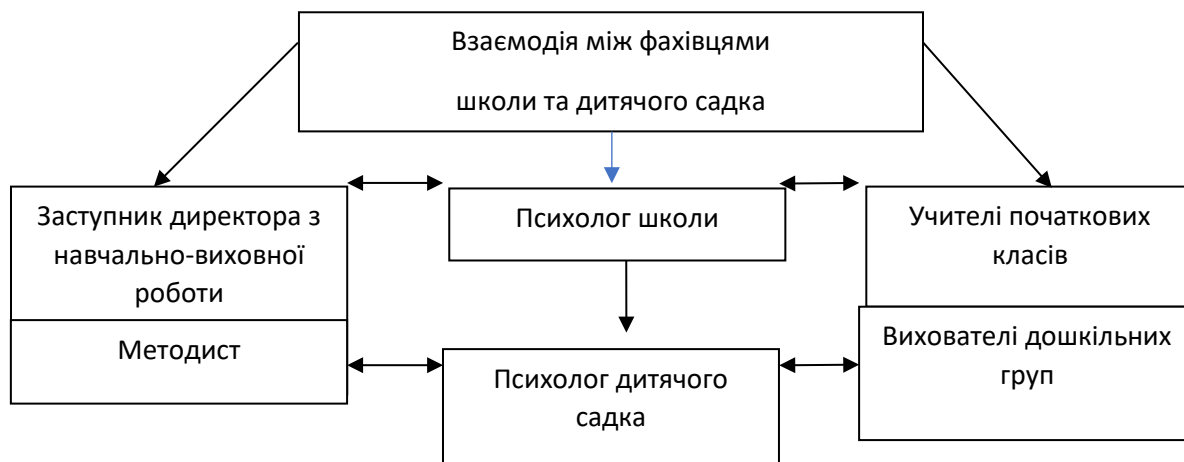 Взаємодія між фахівцями
школи та дитячого садка
Заступник директора з
навчально-виховної
роботи
Психолог школи
Учителі початкових
класів
Методист
Психолог дитячого
садка
Вихователі дошкільних
груп